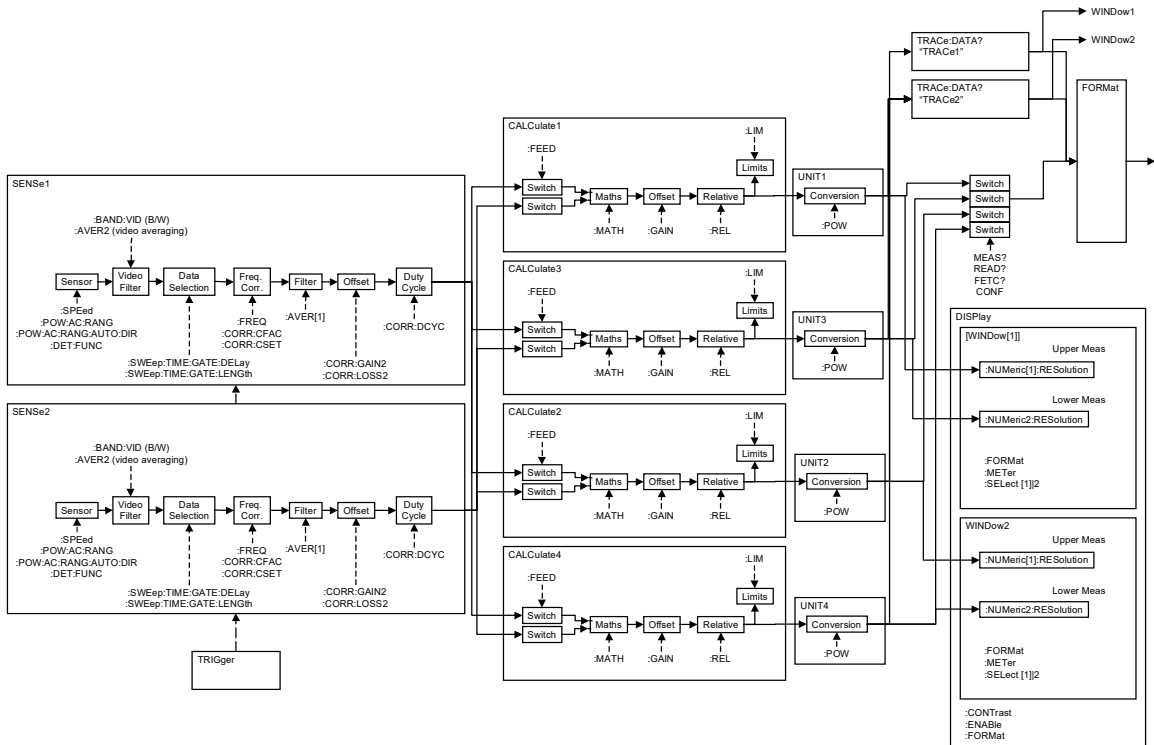 WINDow1
WINDow2
TRACe:DATA?
"TRACe1"
TRACe:DATA?
"TRACe2"
FORMat
SENSe1
:BAND:VID (B/W)
:AVER2 (video averaging)
Sensor
Video
Filter
Data
Selection
Freq.
Corr.
Filter
Offset
Duty
Cycle
:SPEed
:POW:AC:RANG
:POW:AC:RANG:AUTO:DIR
:DET:FUNC
:FREQ
:CORR:CFAC
:CORR:CSET
:AVER[1]
:CORR:DCYC
:SWEep:TIME:GATE:DELay
:SWEep:TIME:GATE:LENGth
:CORR:GAIN2
:CORR:LOSS2
SENSe2
:BAND:VID (B/W)
:AVER2 (video averaging)
Sensor
Video
Filter
Data
Selection
Freq.
Corr.
Filter
Offset
Duty
Cycle
:SPEed
:POW:AC:RANG
:POW:AC:RANG:AUTO:DIR
:DET:FUNC
:FREQ
:CORR:CFAC
:CORR:CSET
:AVER[1]
:CORR:DCYC
:SWEep:TIME:GATE:DELay
:SWEep:TIME:GATE:LENGth
:CORR:GAIN2
:CORR:LOSS2
TRIGger
CALCulate1
:FEED
:LIM
Limits
Switch
Switch
Maths
Offset
Relative
:MATH
:GAIN
:REL
UNIT1
Conversion
:POW
CALCulate3
:FEED
:LIM
Limits
Switch
Switch
Maths
Offset
Relative
:MATH
:GAIN
:REL
UNIT3
Conversion
:POW
CALCulate2
:FEED
:LIM
Limits
Switch
Switch
Maths
Offset
Relative
:MATH
:GAIN
:REL
UNIT2
Conversion
:POW
CALCulate4
:FEED
:LIM
Limits
Switch
Switch
Maths
Offset
Relative
:MATH
:GAIN
:REL
UNIT4
Conversion
:POW
Switch
Switch
Switch
Switch
MEAS?
READ?
FETC?
CONF
DISPlay
[WINDow[1]]
Upper Meas
:NUMeric[1]:RESolution
Lower Meas
:NUMeric2:RESolution
:FORMat
:METer
:SELect [1]|2
WINDow2
Upper Meas
:NUMeric[1]:RESolution
Lower Meas
:NUMeric2:RESolution
:FORMat
:METer
:SELect [1]|2
:CONTrast
:ENABle
:FORMat